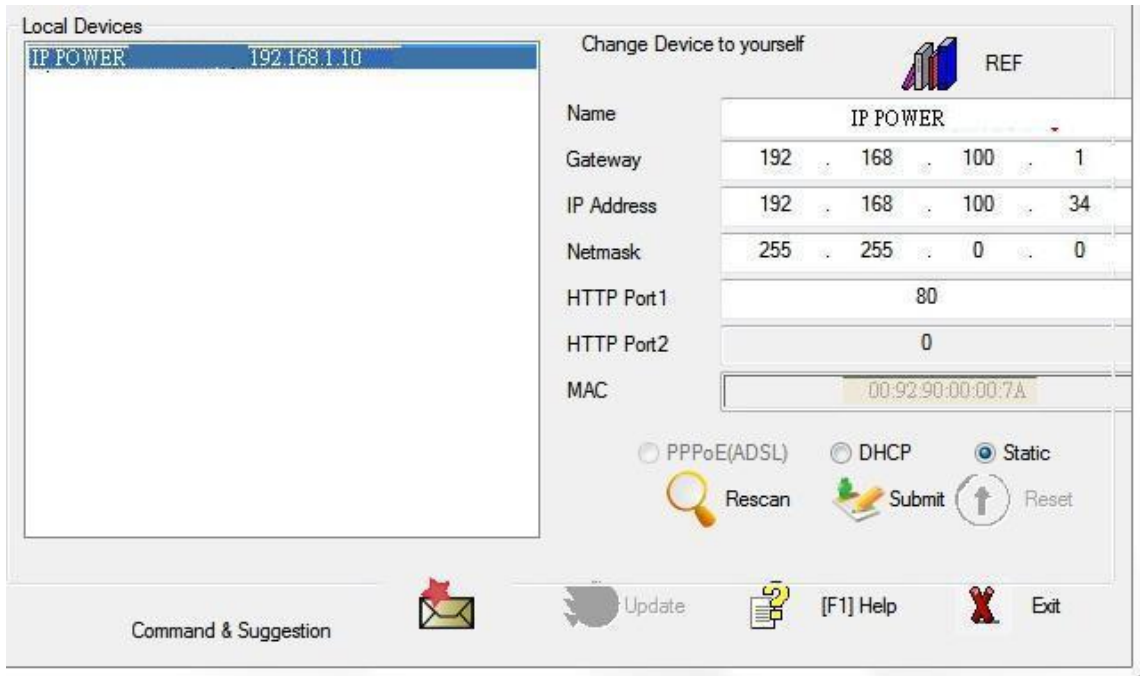 Local Devices
IP POWER 192.168.1.10
Change Device to yourself
REF
Name IP POWER
Gateway 192 . 168 . 100 . 1
IP Address 192 . 168 . 100 . 34
Netmask 255 . 255 . 0 . 0
HTTP Port1 80
HTTP Port2 0
MAC 00:92:90:00:00:7A
PPPoE(ADSL) DHCP Static
Rescan Submit Reset
Command & Suggestion Update [F1] Help Exit